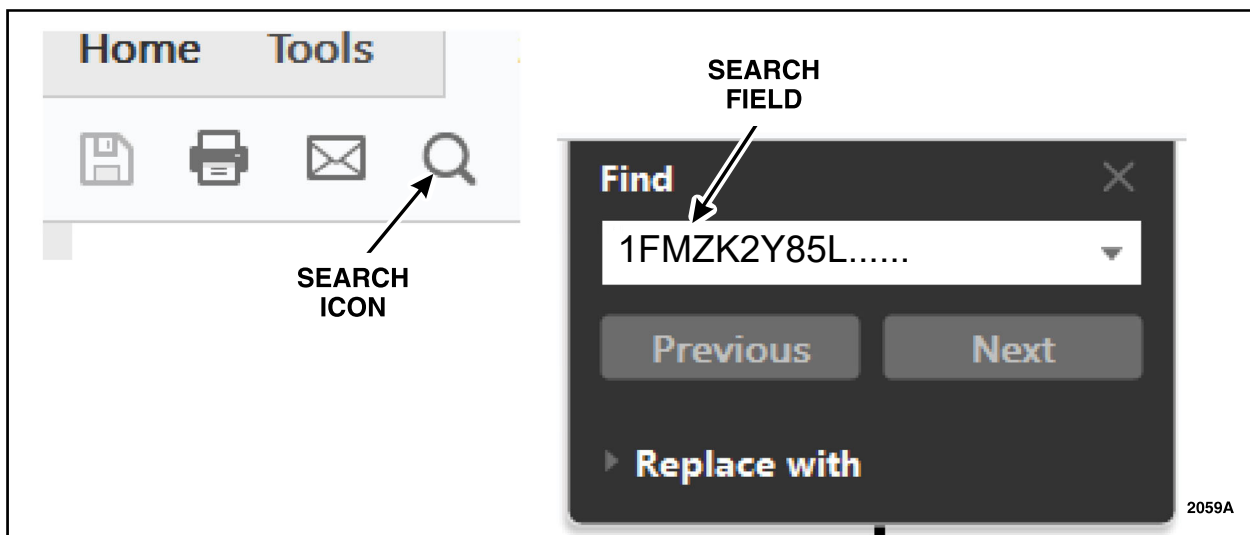 Home Tools
SEARCH
ICON
SEARCH
FIELD
Find
1FMZK2Y85L......
Previous Next
Replace with
2059A